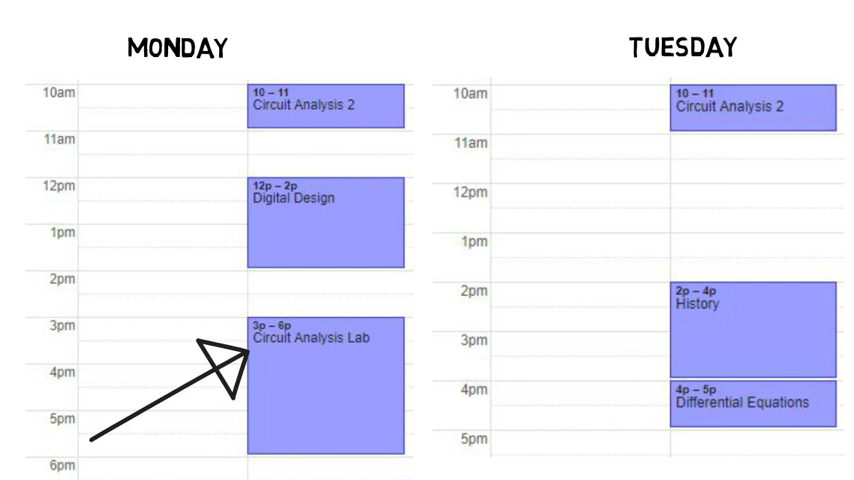 MONDAY
10am
10 – 11
Circuit Analysis 2
11am
12pm
12p – 2p
Digital Design
1pm
2pm
3pm
3p – 6p
Circuit Analysis Lab
4pm
5pm
6pm
TUESDAY
10am
10 – 11
Circuit Analysis 2
11am
12pm
1pm
2pm
2p – 4p
History
3pm
4pm
4p – 5p
Differential Equations
5pm